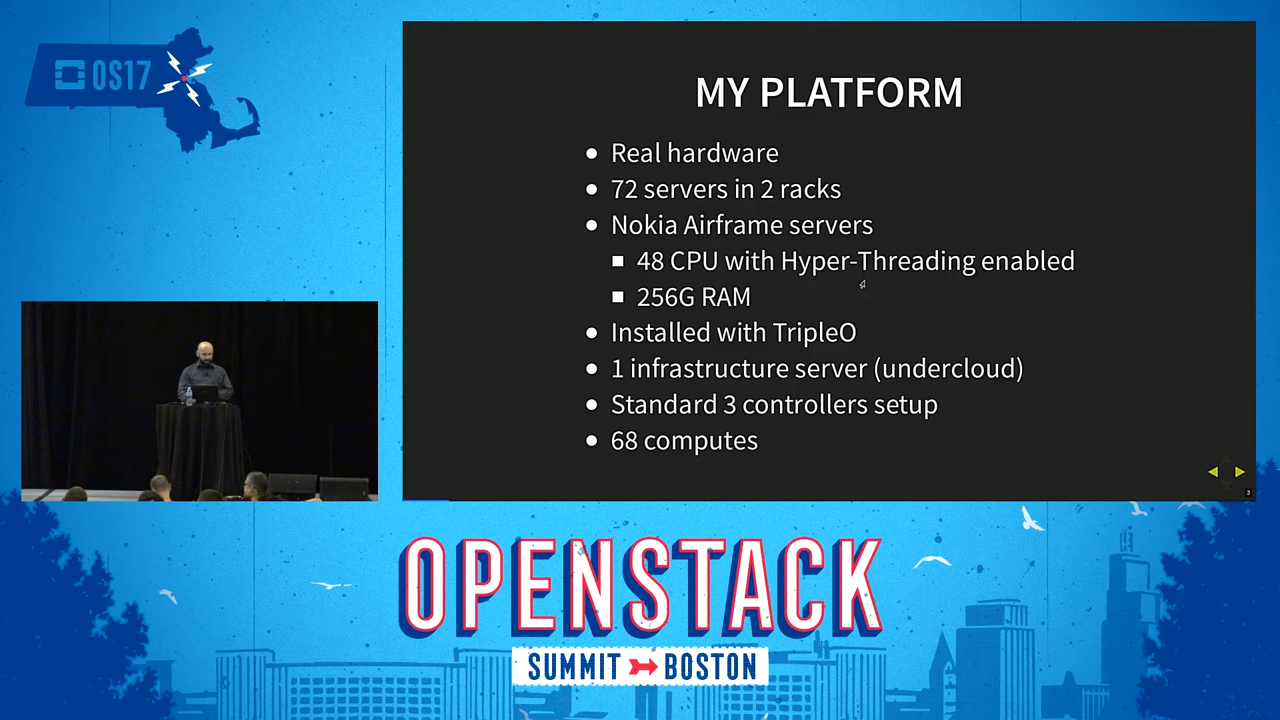 OS17
MY PLATFORM
Real hardware
72 servers in 2 racks
Nokia Airframe servers
48 CPU with Hyper-Threading enabled
256G RAM
Installed with TripleO
1 infrastructure server (undercloud)
Standard 3 controllers setup
68 computes
3
OPENSTACK
SUMMIT BOSTON